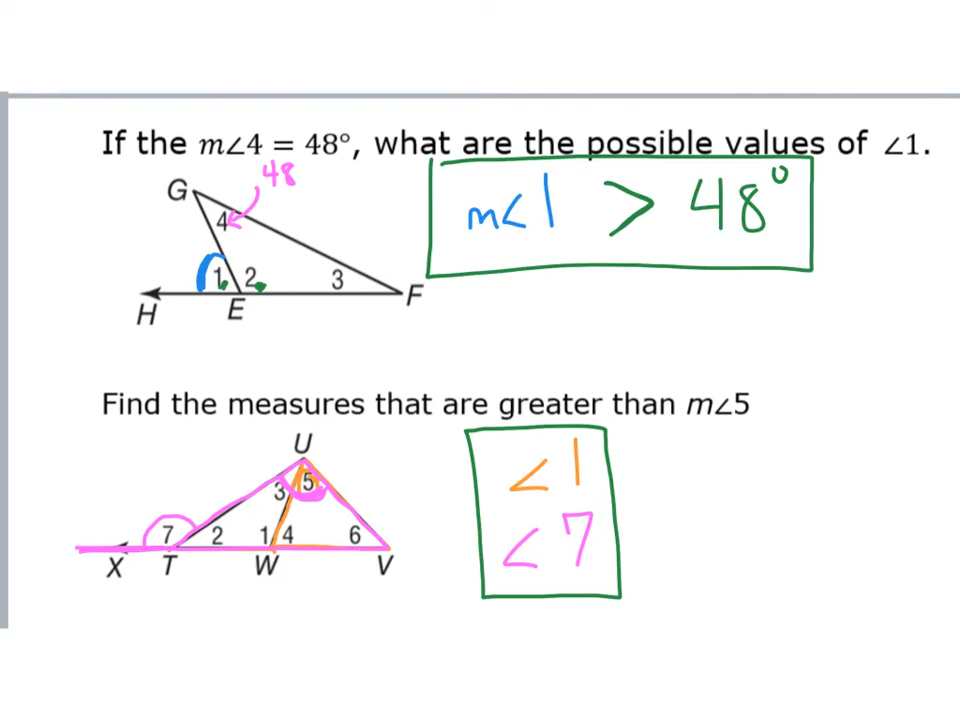 If the m∠4 = 48°, what are the possible values of ∠1.
48
G
4
m∠1 > 48°
1 2 3
H E F
Find the measures that are greater than m∠5
U
3 5
7 2 1 4 6
X T W V
∠1
∠7